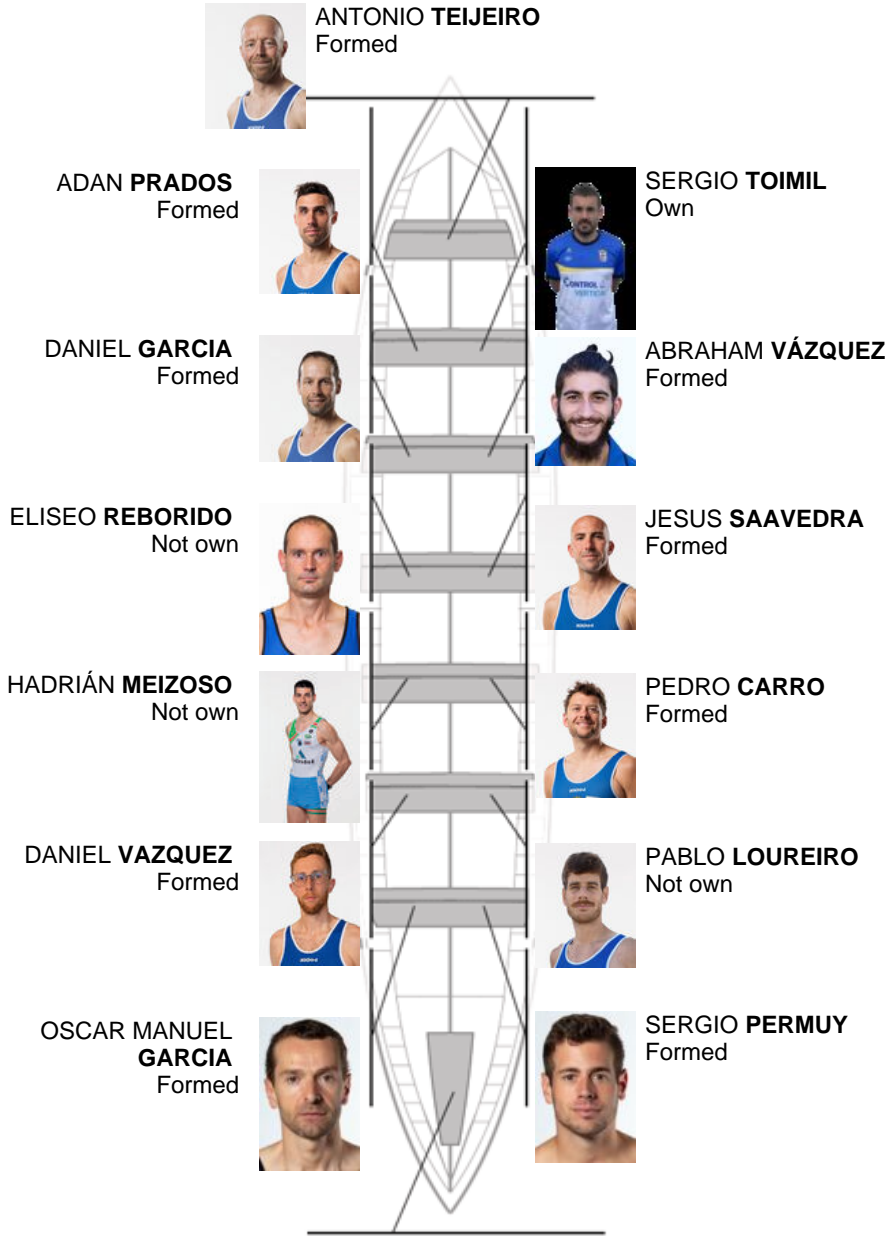 ANTONIO TEIJEIRO
Formed
ADAN PRADOS
Formed
SERGIO TOIMIL
Own
DANIEL GARCIA
Formed
ABRAHAM VÁZQUEZ
Formed
ELISEO REBORIDO
Not own
JESUS SAAVEDRA
Formed
HADRIÁN MEIZOSO
Not own
PEDRO CARRO
Formed
DANIEL VAZQUEZ
Formed
PABLO LOUREIRO
Not own
OSCAR MANUEL
GARCIA
Formed
SERGIO PERMUY
Formed
CONTROL
VERTICAL